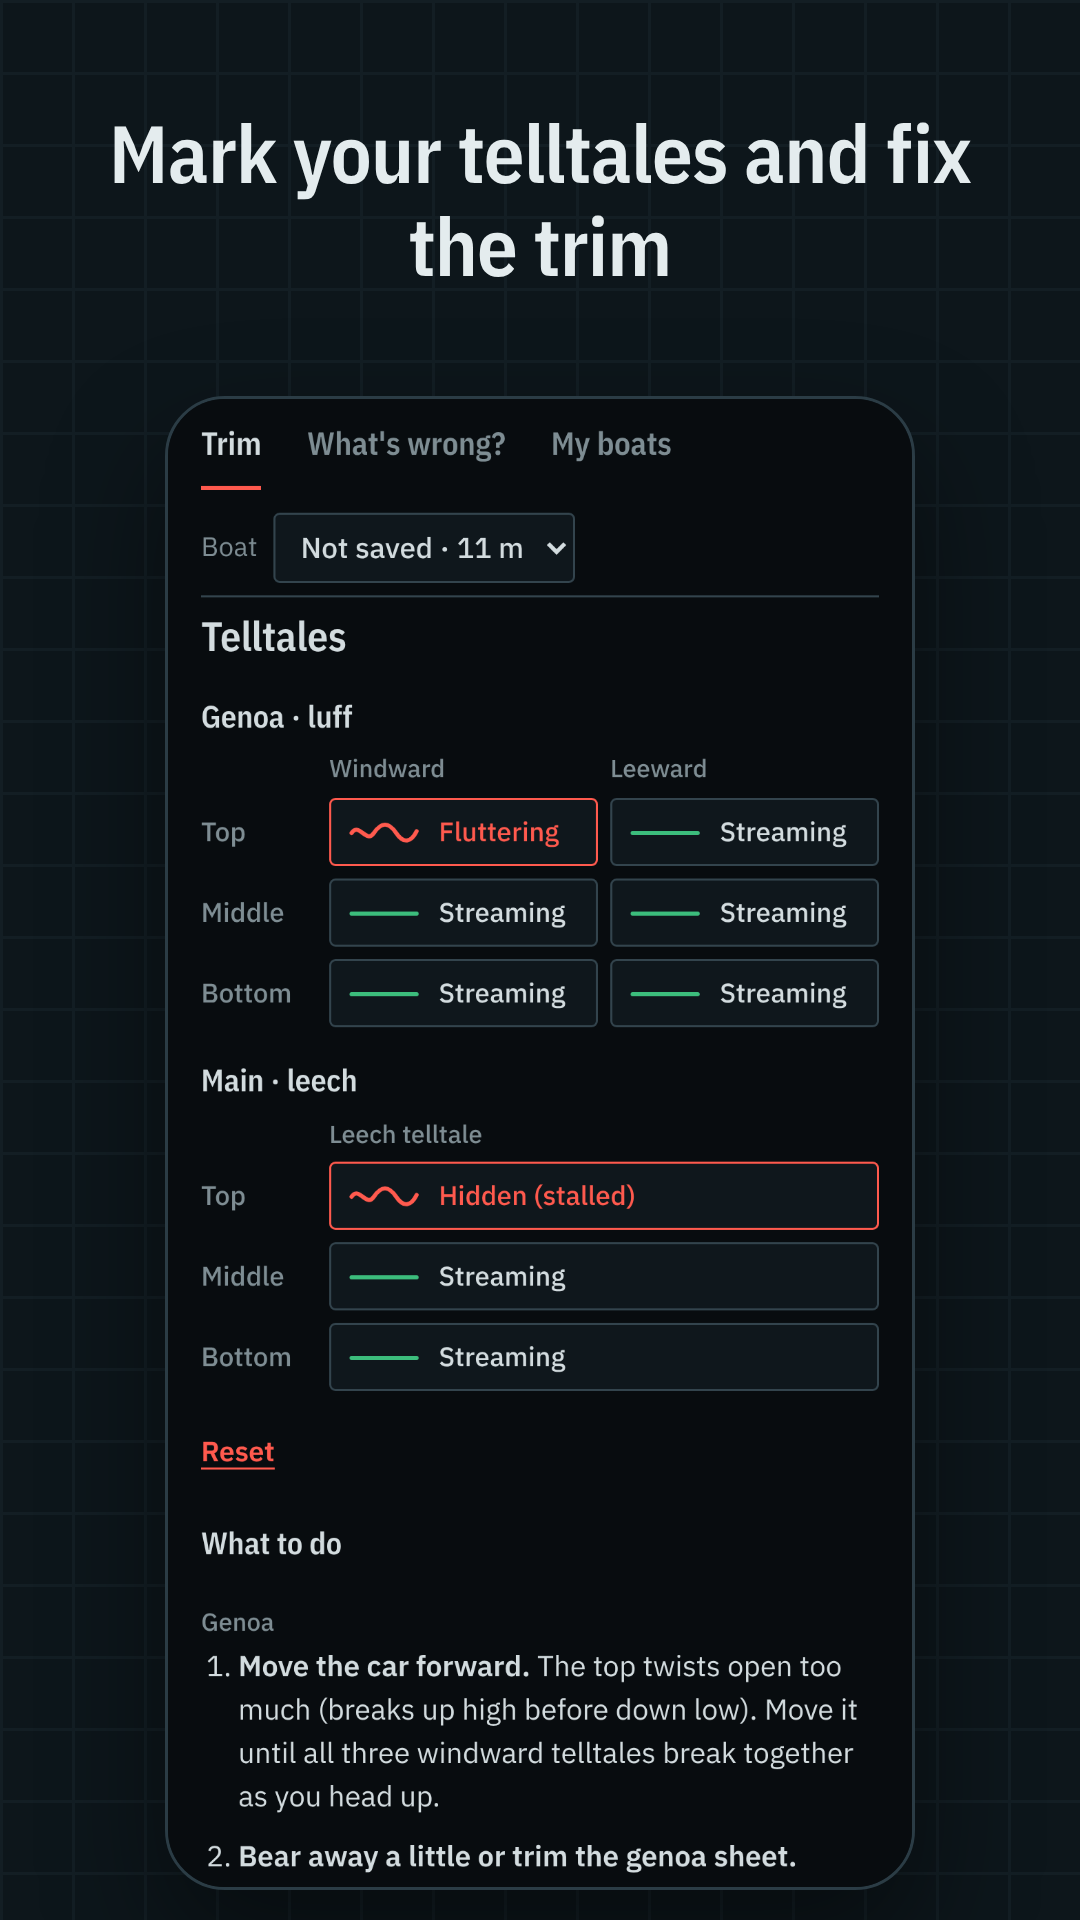 Mark your telltales and fix
the trim
Trim What's wrong? My boats
Boat Not saved · 11 m
Telltales
Genoa · luff
Windward Leeward
Top Fluttering Streaming
Middle Streaming Streaming
Bottom Streaming Streaming
Main · leech
Leech telltale
Top Hidden (stalled)
Middle Streaming
Bottom Streaming
Reset
What to do
Genoa
1. Move the car forward. The top twists open too
much (breaks up high before down low). Move it
until all three windward telltales break together
as you head up.
2. Bear away a little or trim the genoa sheet.